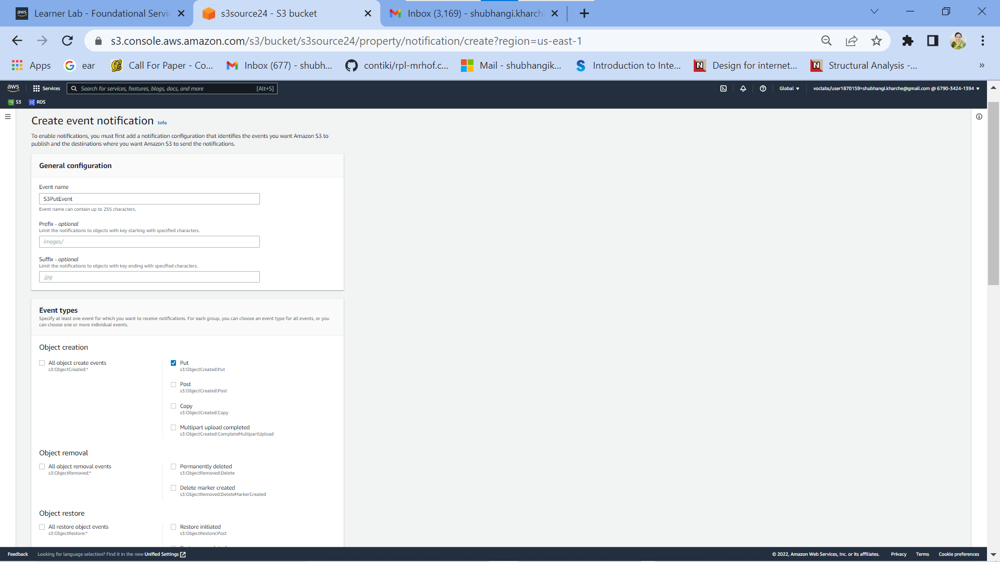 aws Learner Lab - Foundational Servic
s3source24 - S3 bucket
Inbox (3,169) - shubhangi.kharch
s3.console.aws.amazon.com/s3/bucket/s3source24/property/notification/create?region=us-east-1
Apps
ear
Call For Paper - Co...
Inbox (677) - shubh...
contiki/rpl-mrhof.c...
Mail - shubhangik...
Introduction to Inte...
Design for internet...
Structural Analysis -...
»
aws
Services
Search for services, features, blogs, docs, and more [Alt+S]
Global
voclabs/user1870159=shubhangi.kharche@gmail.com @ 6790-3424-1394
S3
RDS
Create event notification Info
To enable notifications, you must first add a notification configuration that identifies the events you want Amazon S3 to
publish and the destinations where you want Amazon S3 to send the notifications.
General configuration
Event name
S3PutEvent
Event name can contain up to 255 characters.
Prefix - optional
Limit the notifications to objects with key starting with specified characters.
images/
Suffix - optional
Limit the notifications to objects with key ending with specified characters.
.jpg
Event types
Specify at least one event for which you want to receive notifications. For each group, you can choose an event type for all events, or you
can choose one or more individual events.
Object creation
All object create events
s3:ObjectCreated:*
Put
s3:ObjectCreated:Put
Post
s3:ObjectCreated:Post
Copy
s3:ObjectCreated:Copy
Multipart upload completed
s3:ObjectCreated:CompleteMultipartUpload
Object removal
All object removal events
s3:ObjectRemoved:*
Permanently deleted
s3:ObjectRemoved:Delete
Delete marker created
s3:ObjectRemoved:DeleteMarkerCreated
Object restore
All restore object events
s3:ObjectRestore:*
Restore initiated
s3:ObjectRestore:Post
Feedback
Looking for language selection? Find it in the new Unified Settings
© 2022, Amazon Web Services, Inc. or its affiliates.
Privacy
Terms
Cookie preferences